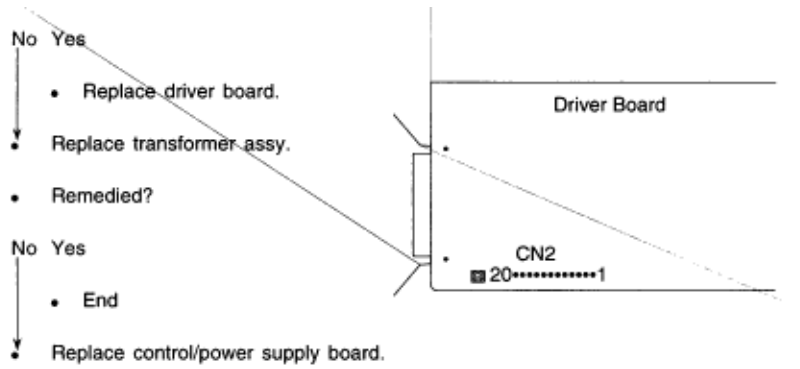 No Yes
• Replace driver board.
• Replace transformer assy.
• Remedied?
No Yes
• End
• Replace control/power supply board.
Driver Board
CN2
20••••••••••••1